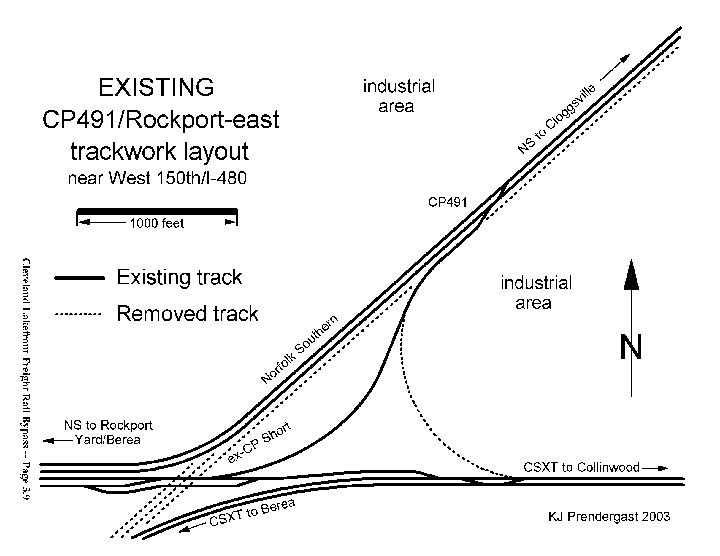 EXISTING
CP491/Rockport-east
trackwork layout
near West 150th/I-480
1000 feet
Existing track
Removed track
industrial
area
NS to Cloggsville
CP491
industrial
area
N
Norfolk Southern
ex-CP Short
NS to Rockport
Yard/Berea
CSXT to Collinwood
CSXT to Berea
KJ Prendergast 2003
Cleveland Lakefront Freight Rail Bypass -- Page 39